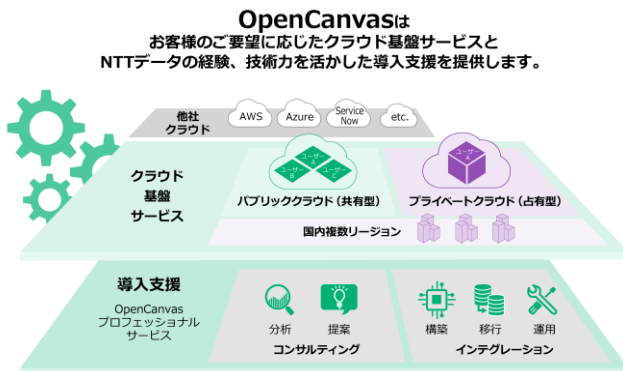 OpenCanvasは
お客様のご要望に応じたクラウド基盤サービスと
NTTデータの経験、技術力を活かした導入支援を提供します。
他社
クラウド
AWS
Azure
Service
Now
etc.
クラウド
基盤
サービス
ユーザー
A
ユーザー
B
ユーザー
C
パブリッククラウド（共有型）
ユーザー
A
プライベートクラウド（占有型）
国内複数リージョン
導入支援
OpenCanvas
プロフェッショナル
サービス
分析
提案
コンサルティング
構築
移行
運用
インテグレーション